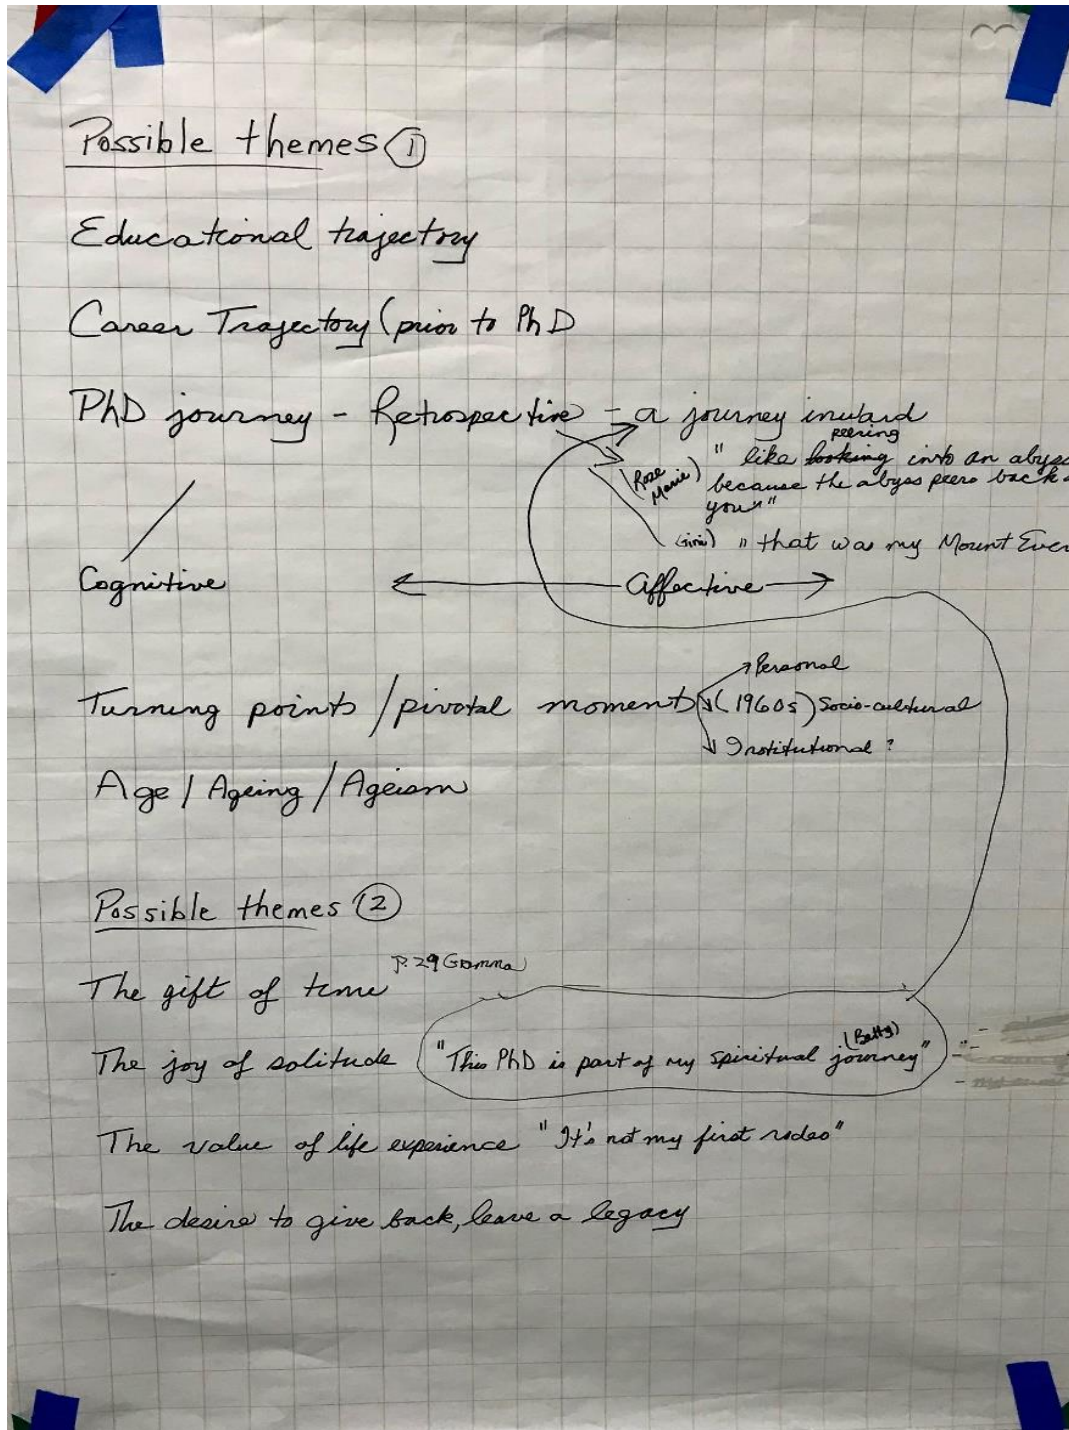 Possible themes 1
Educational trajectory
Career Trajectory (prior to PhD
PhD journey - Retrospective - a journey inward
peering
(Rose Marie) " like looking into an abyss
because the abyss peers back
you""
" that was my Mount Ever
Cognitive Affective
Personal
Turning points / pivotal moments (1960s) Socio-cultural
Institutional ?
Age / Ageing / Ageism
Possible themes 2
p. 29
The gift of time
(Betty)
The joy of solitude "This PhD is part of my spiritual journey"
The value of life experience "It's not my first rodeo"
The desire to give back, leave a legacy